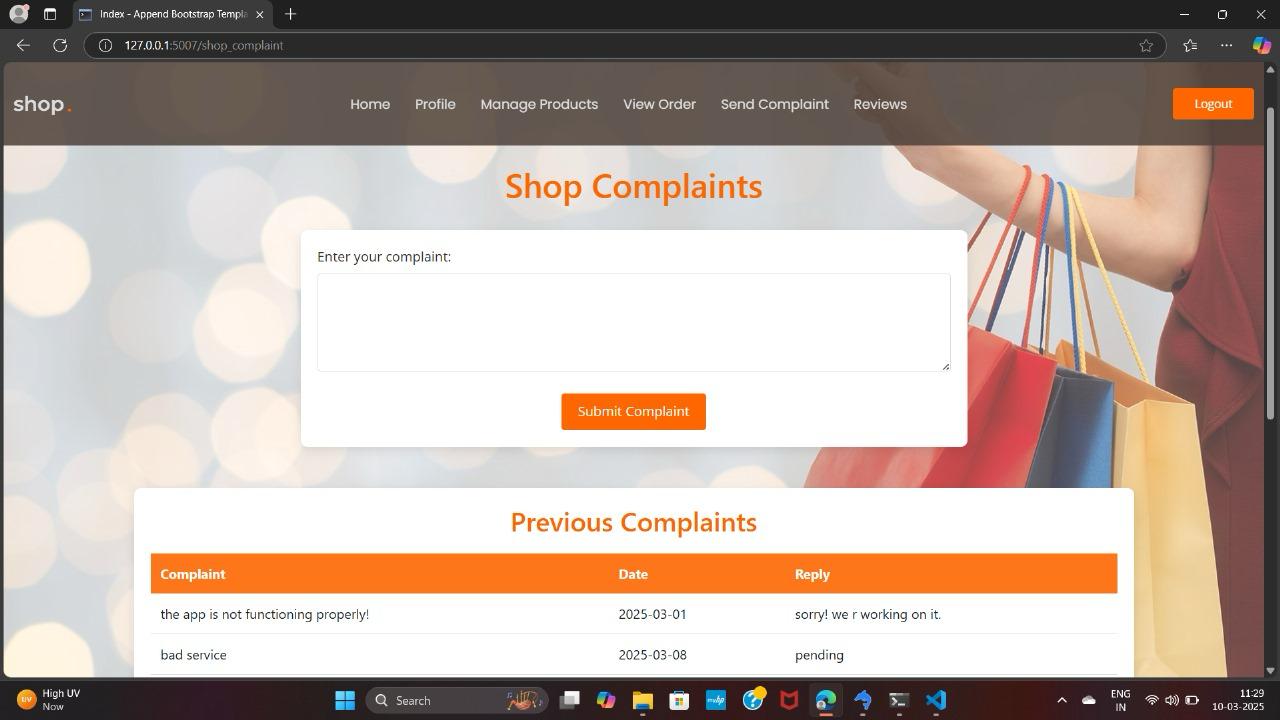 Index - Append Bootstrap Templa
127.0.0.1:5007/shop_complaint
shop.
Home Profile Manage Products View Order Send Complaint Reviews
Logout
Shop Complaints
Enter your complaint:
Submit Complaint
Previous Complaints
Complaint Date Reply
the app is not functioning properly! 2025-03-01 sorry! we r working on it.
bad service 2025-03-08 pending
UV
High UV
Now
Search
myhp
ENG
IN
11:29
10-03-2025